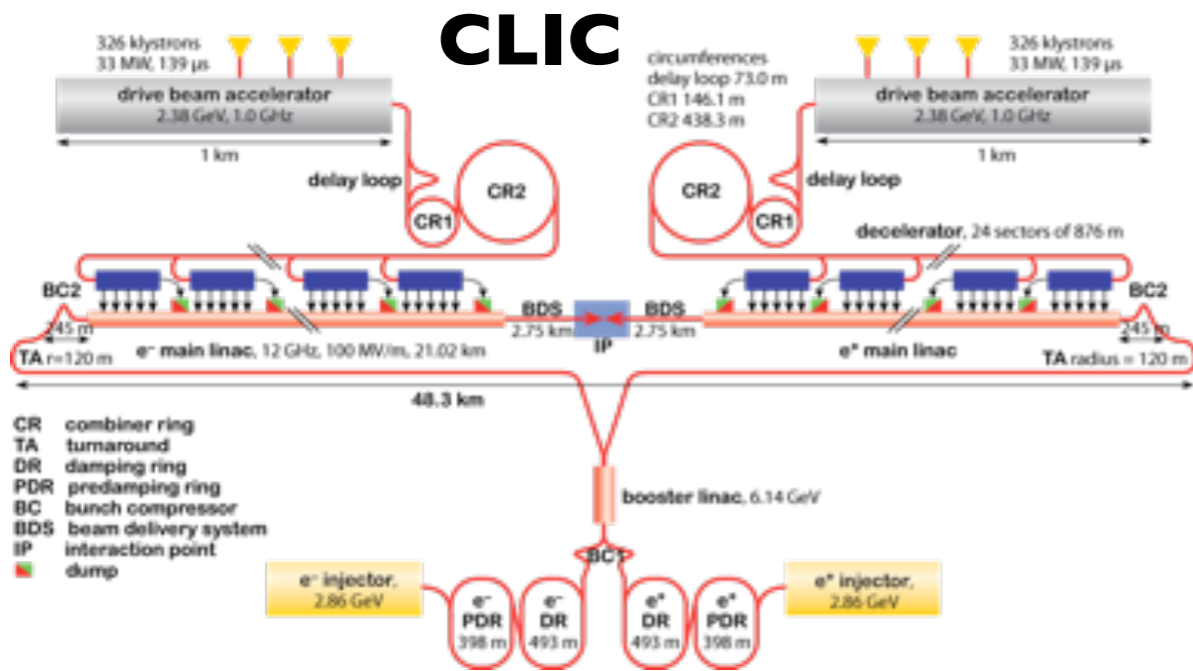 CLIC
326 klystrons
33 MW, 139 µs
drive beam accelerator
2.38 GeV, 1.0 GHz
1 km
delay loop
CR1
CR2
circumferences
delay loop 73.0 m
CR1 146.1 m
CR2 438.3 m
326 klystrons
33 MW, 139 µs
drive beam accelerator
2.38 GeV, 1.0 GHz
1 km
delay loop
CR2
CR1
decelerator, 24 sectors of 876 m
BC2
245 m
TA r=120 m
e⁻ main linac, 12 GHz, 100 MV/m, 21.02 km
BDS
2.75 km
IP
BDS
2.75 km
e⁺ main linac
BC2
245 m
TA radius = 120 m
48.3 km
CR combiner ring
TA turnaround
DR damping ring
PDR predamping ring
BC bunch compressor
BDS beam delivery system
IP interaction point
dump
booster linac, 6.14 GeV
BC1
e⁻ injector,
2.86 GeV
e⁻
PDR
398 m
e⁻
DR
493 m
e⁺
DR
493 m
e⁺
PDR
398 m
e⁺ injector,
2.86 GeV